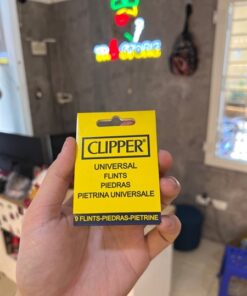 CLIPPER®
UNIVERSAL
FLINTS
PIEDRAS
PIETRINA UNIVERSALE
9 FLINTS-PIEDRAS-PIETRINE